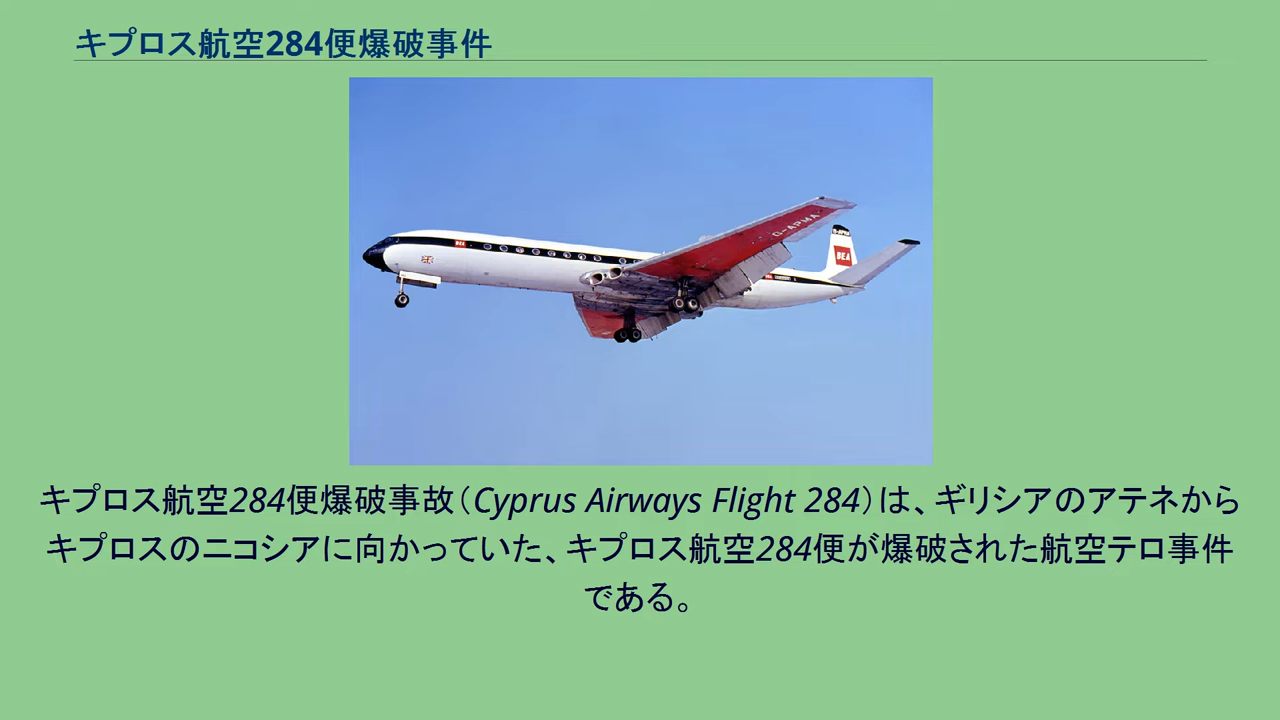 キプロス航空284便爆破事件
BEA
G-APMA
BEA
キプロス航空284便爆破事故（Cyprus Airways Flight 284）は、ギリシアのアテネから
キプロスのニコシアに向かっていた、キプロス航空284便が爆破された航空テロ事件
である。